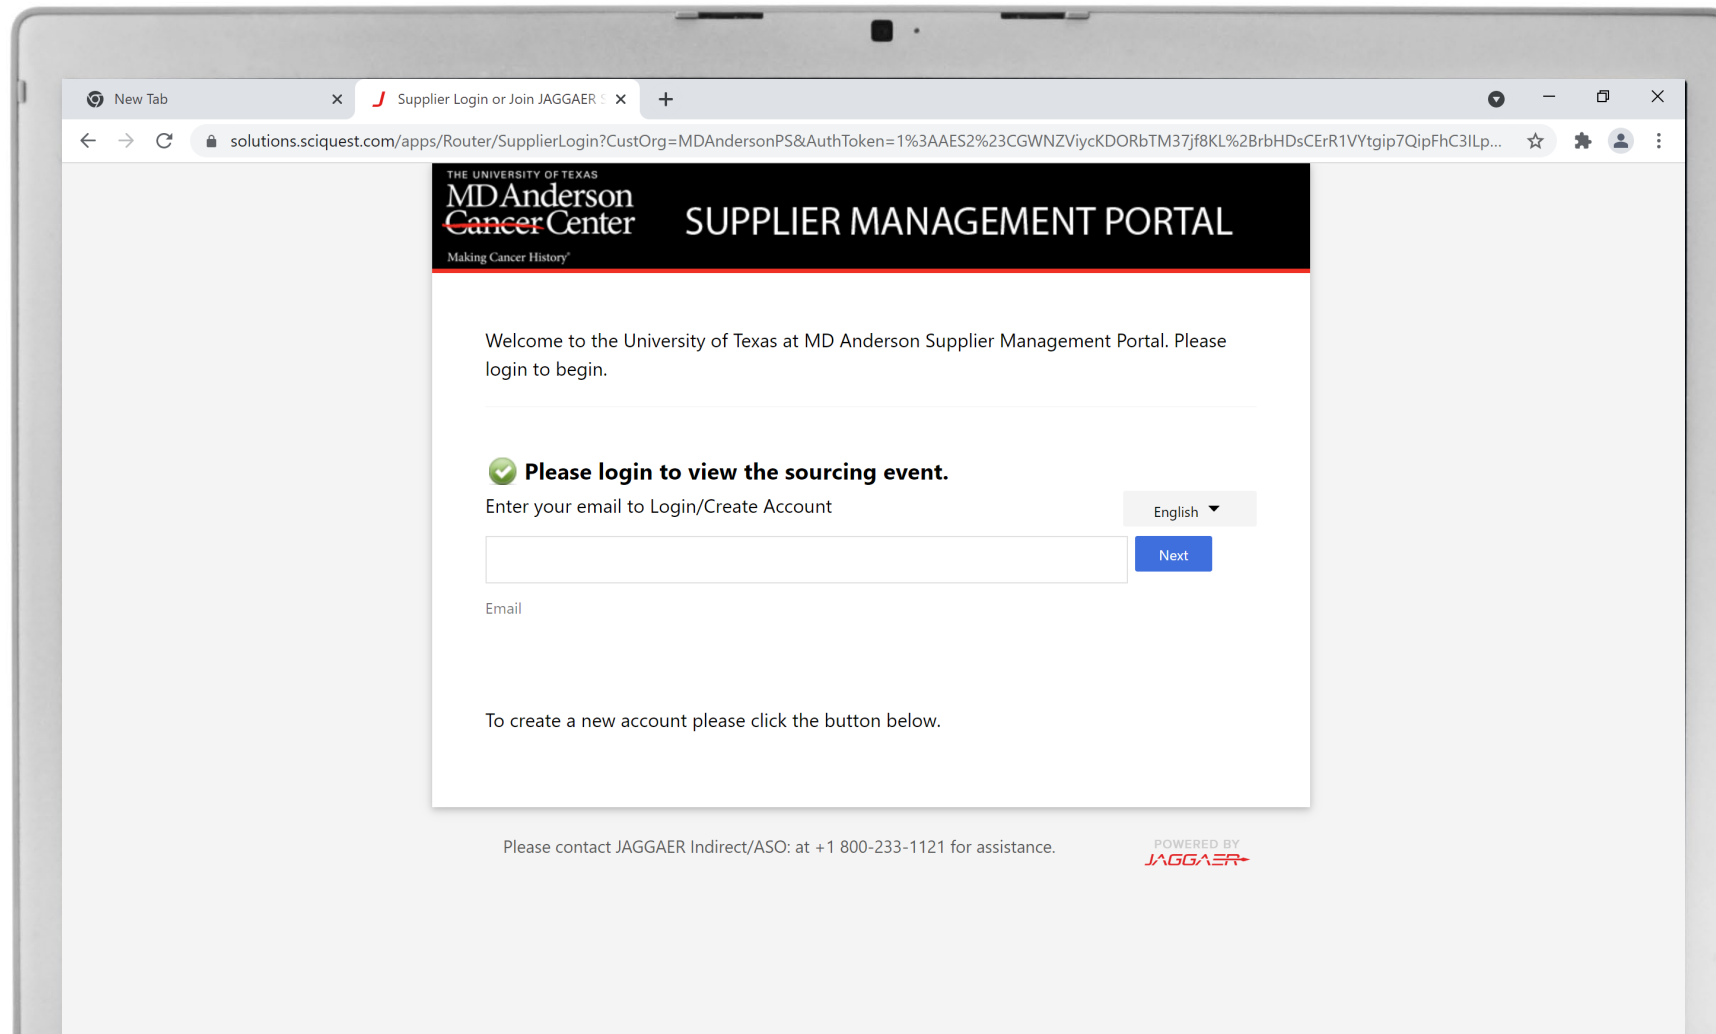 New Tab
Supplier Login or Join JAGGAER
solutions.sciquest.com/apps/Router/SupplierLogin?CustOrg=MDAndersonPS&AuthToken=1%3AAES2%23CGWNZViycKDORbTM37jf8KL%2BrbHDsCErR1VYtgip7QipFhC3ILp...
THE UNIVERSITY OF TEXAS
MD Anderson
Cancer Center
Making Cancer History®
SUPPLIER MANAGEMENT PORTAL
Welcome to the University of Texas at MD Anderson Supplier Management Portal. Please
login to begin.
Please login to view the sourcing event.
Enter your email to Login/Create Account
English
Next
Email
To create a new account please click the button below.
Please contact JAGGAER Indirect/ASO: at +1 800-233-1121 for assistance.
POWERED BY
JAGGAER